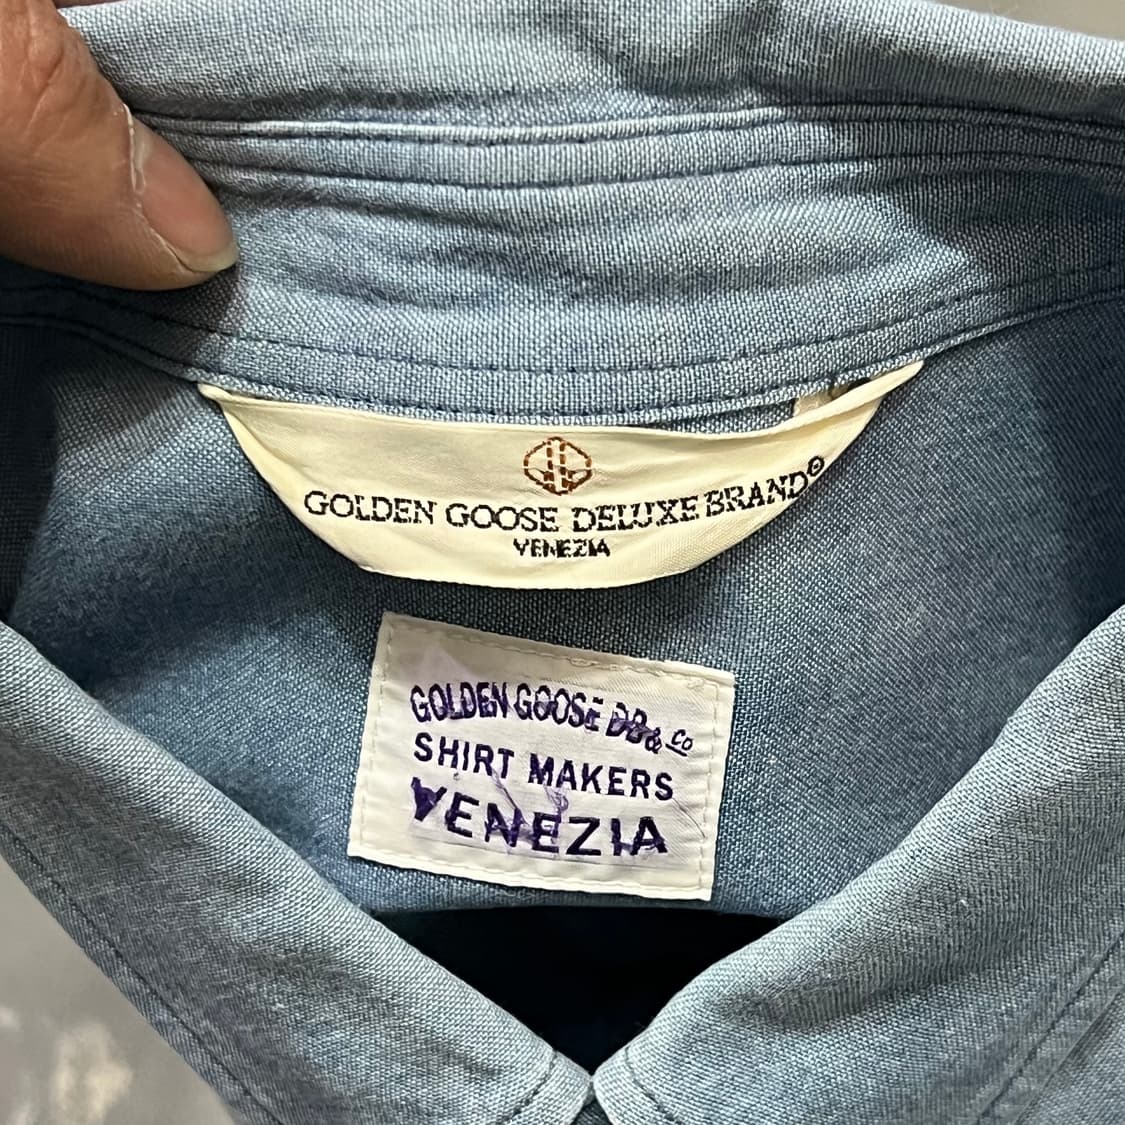 GOLDEN GOOSE DELUXE BRAND®
VENEZIA
GOLDEN GOOSE DB & Co
SHIRT MAKERS
VENEZIA